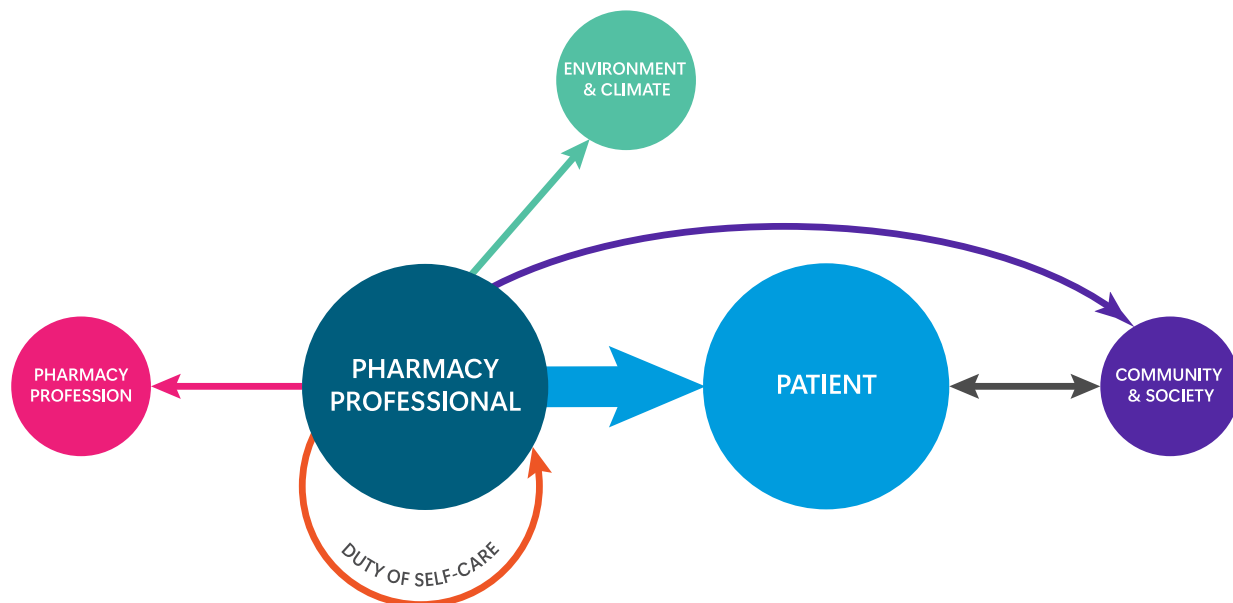 ENVIRONMENT
& CLIMATE
PHARMACY
PROFESSION
PHARMACY
PROFESSIONAL
PATIENT
COMMUNITY
& SOCIETY
DUTY OF SELF-CARE